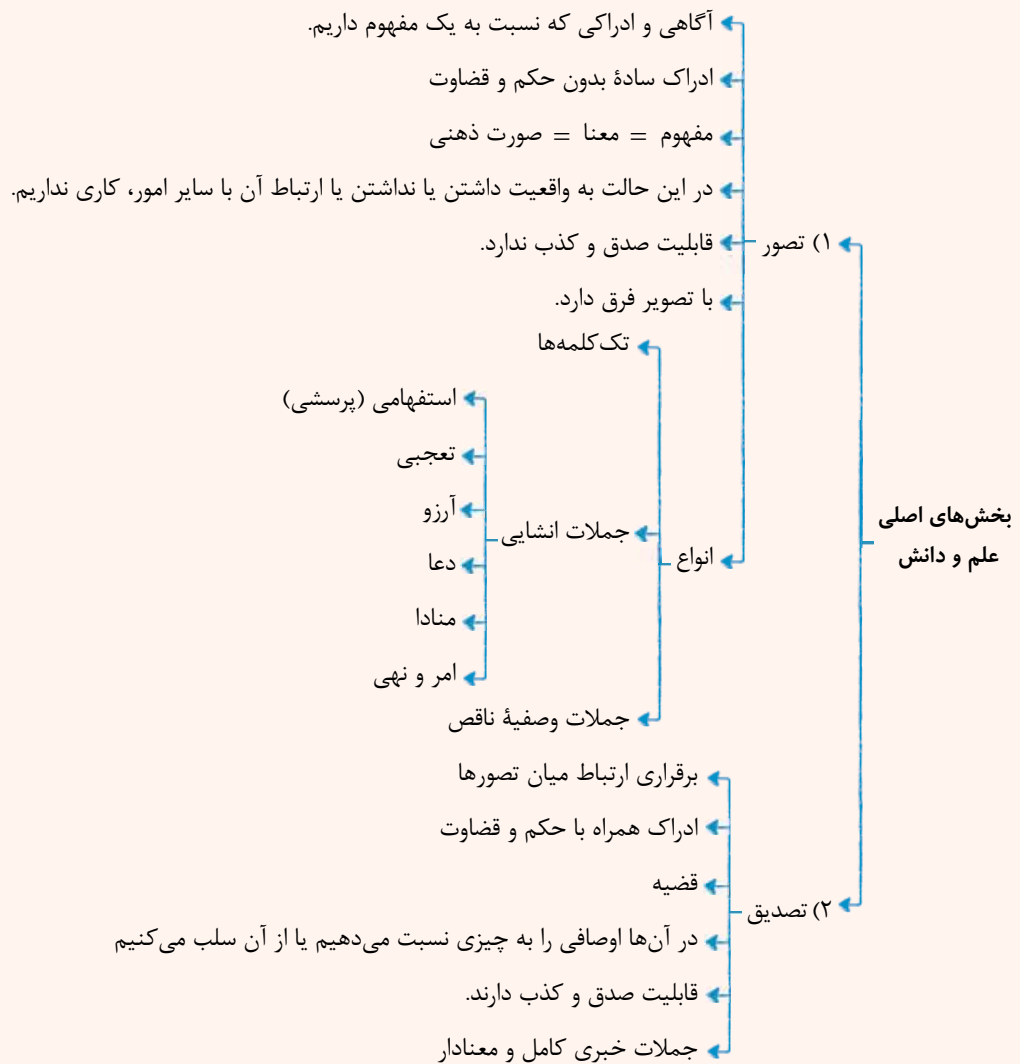 بخش‌های اصلی
علم و دانش
۱) تصور
آگاهی و ادراکی که نسبت به یک مفهوم داریم.
ادراک سادهٔ بدون حکم و قضاوت
مفهوم = معنا = صورت ذهنی
در این حالت به واقعیت داشتن یا نداشتن یا ارتباط آن با سایر امور، کاری نداریم.
قابلیت صدق و کذب ندارد.
با تصویر فرق دارد.
انواع
تک‌کلمه‌ها
جملات انشایی
استفهامی (پرسشی)
تعجبی
آرزو
دعا
منادا
امر و نهی
جملات وصفیهٔ ناقص
۲) تصدیق
برقراری ارتباط میان تصورها
ادراک همراه با حکم و قضاوت
قضیه
در آن‌ها اوصافی را به چیزی نسبت می‌دهیم یا از آن سلب می‌کنیم
قابلیت صدق و کذب دارند.
جملات خبری کامل و معنادار